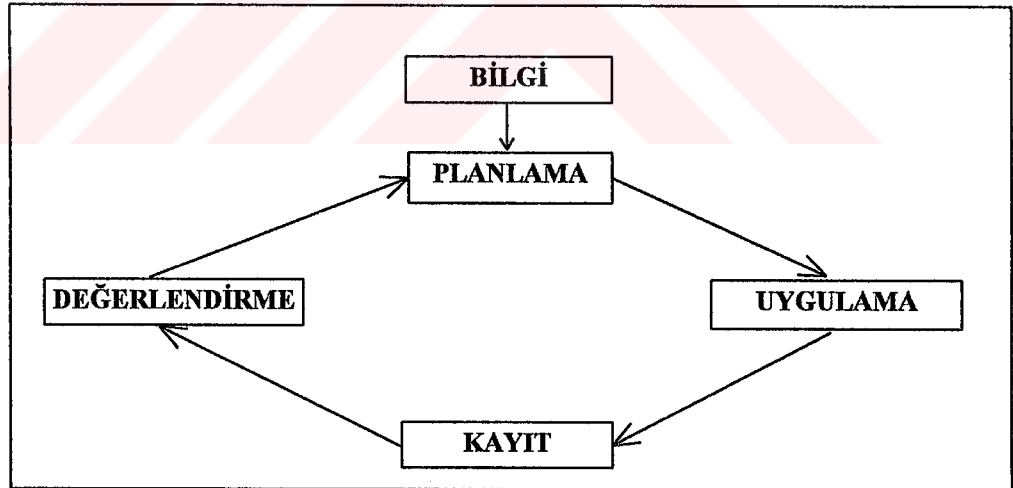 BİLGİ
PLANLAMA
DEĞERLENDİRME
UYGULAMA
KAYIT